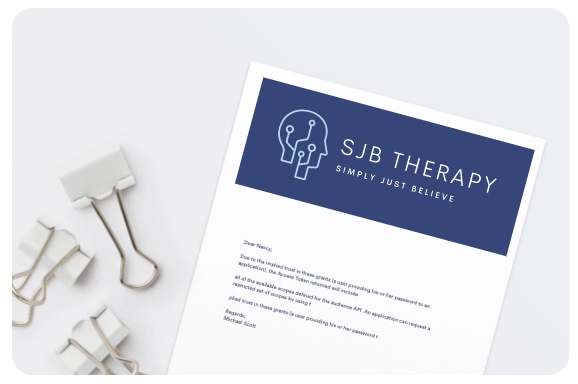 SJB THERAPY
SIMPLY JUST BELIEVE
Dear Nancy,
Due to the implied trust in these grants (a user providing his or her password to an
application), the Access Token returned will include
all of the available scopes defined for the audience API. An application can request a
restricted set of scopes by using t
plied trust in these grants (a user providing his or her password t
Regards,
Michael Scott